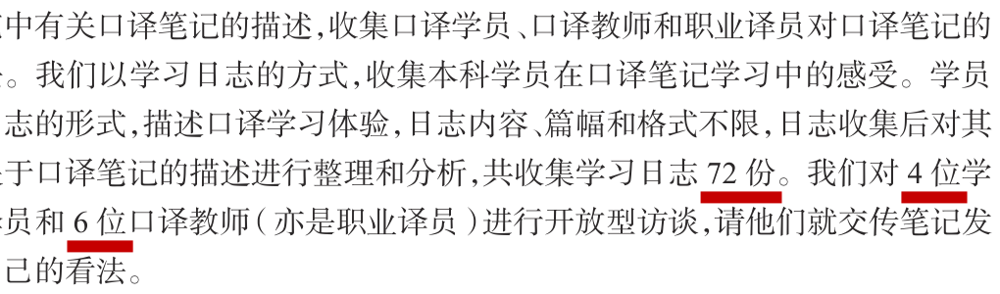 中有关口译笔记的描述,收集口译学员、口译教师和职业译员对口译笔记的
。我们以学习日志的方式,收集本科学员在口译笔记学习中的感受。学员
志的形式,描述口译学习体验,日志内容、篇幅和格式不限,日志收集后对其
于口译笔记的描述进行整理和分析,共收集学习日志 72 份。我们对 4 位学
员和 6 位口译教师(亦是职业译员)进行开放型访谈,请他们就交传笔记发
己的看法。